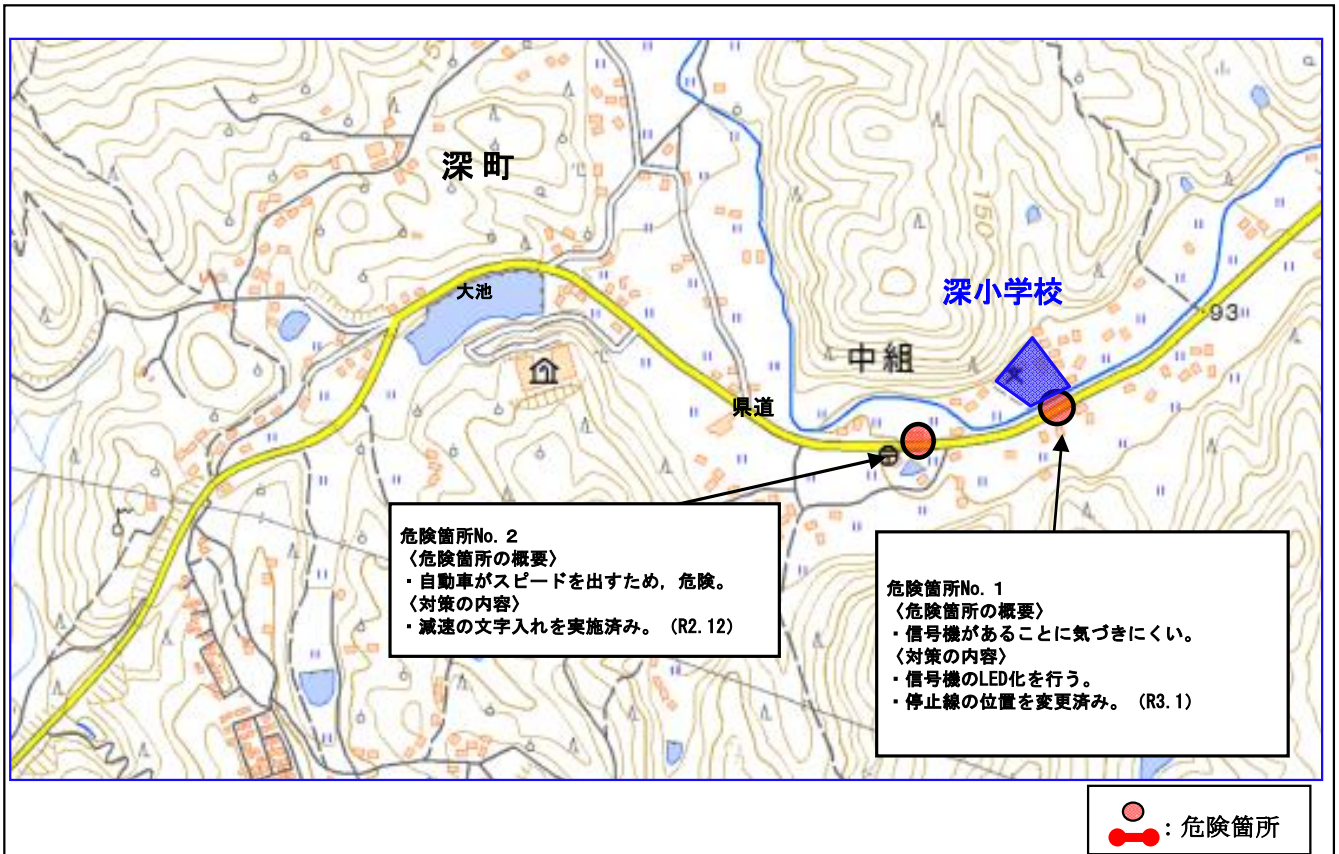 深町
大池
深小学校
150
93
中組
県道
危険箇所No. 2
〈危険箇所の概要〉
・自動車がスピードを出すため，危険。
〈対策の内容〉
・減速の文字入れを実施済み。（R2.12）
危険箇所No. 1
〈危険箇所の概要〉
・信号機があることに気づきにくい。
〈対策の内容〉
・信号機のLED化を行う。
・停止線の位置を変更済み。（R3.1）
：危険箇所